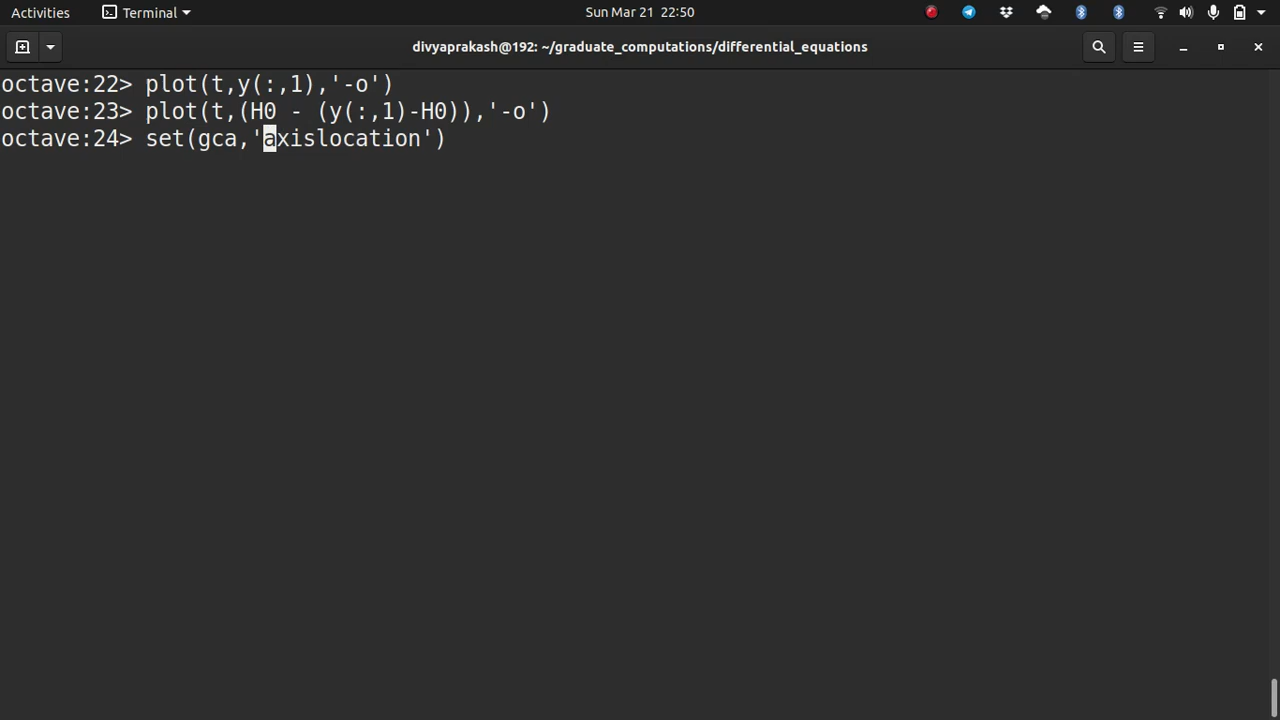 Activities Terminal Sun Mar 21 22:50
divyaprakash@192: ~/graduate_computations/differential_equations
octave:22> plot(t,y(:,1),'-o')
octave:23> plot(t,(H0 - (y(:,1)-H0)),'-o')
octave:24> set(gca,'axislocation')